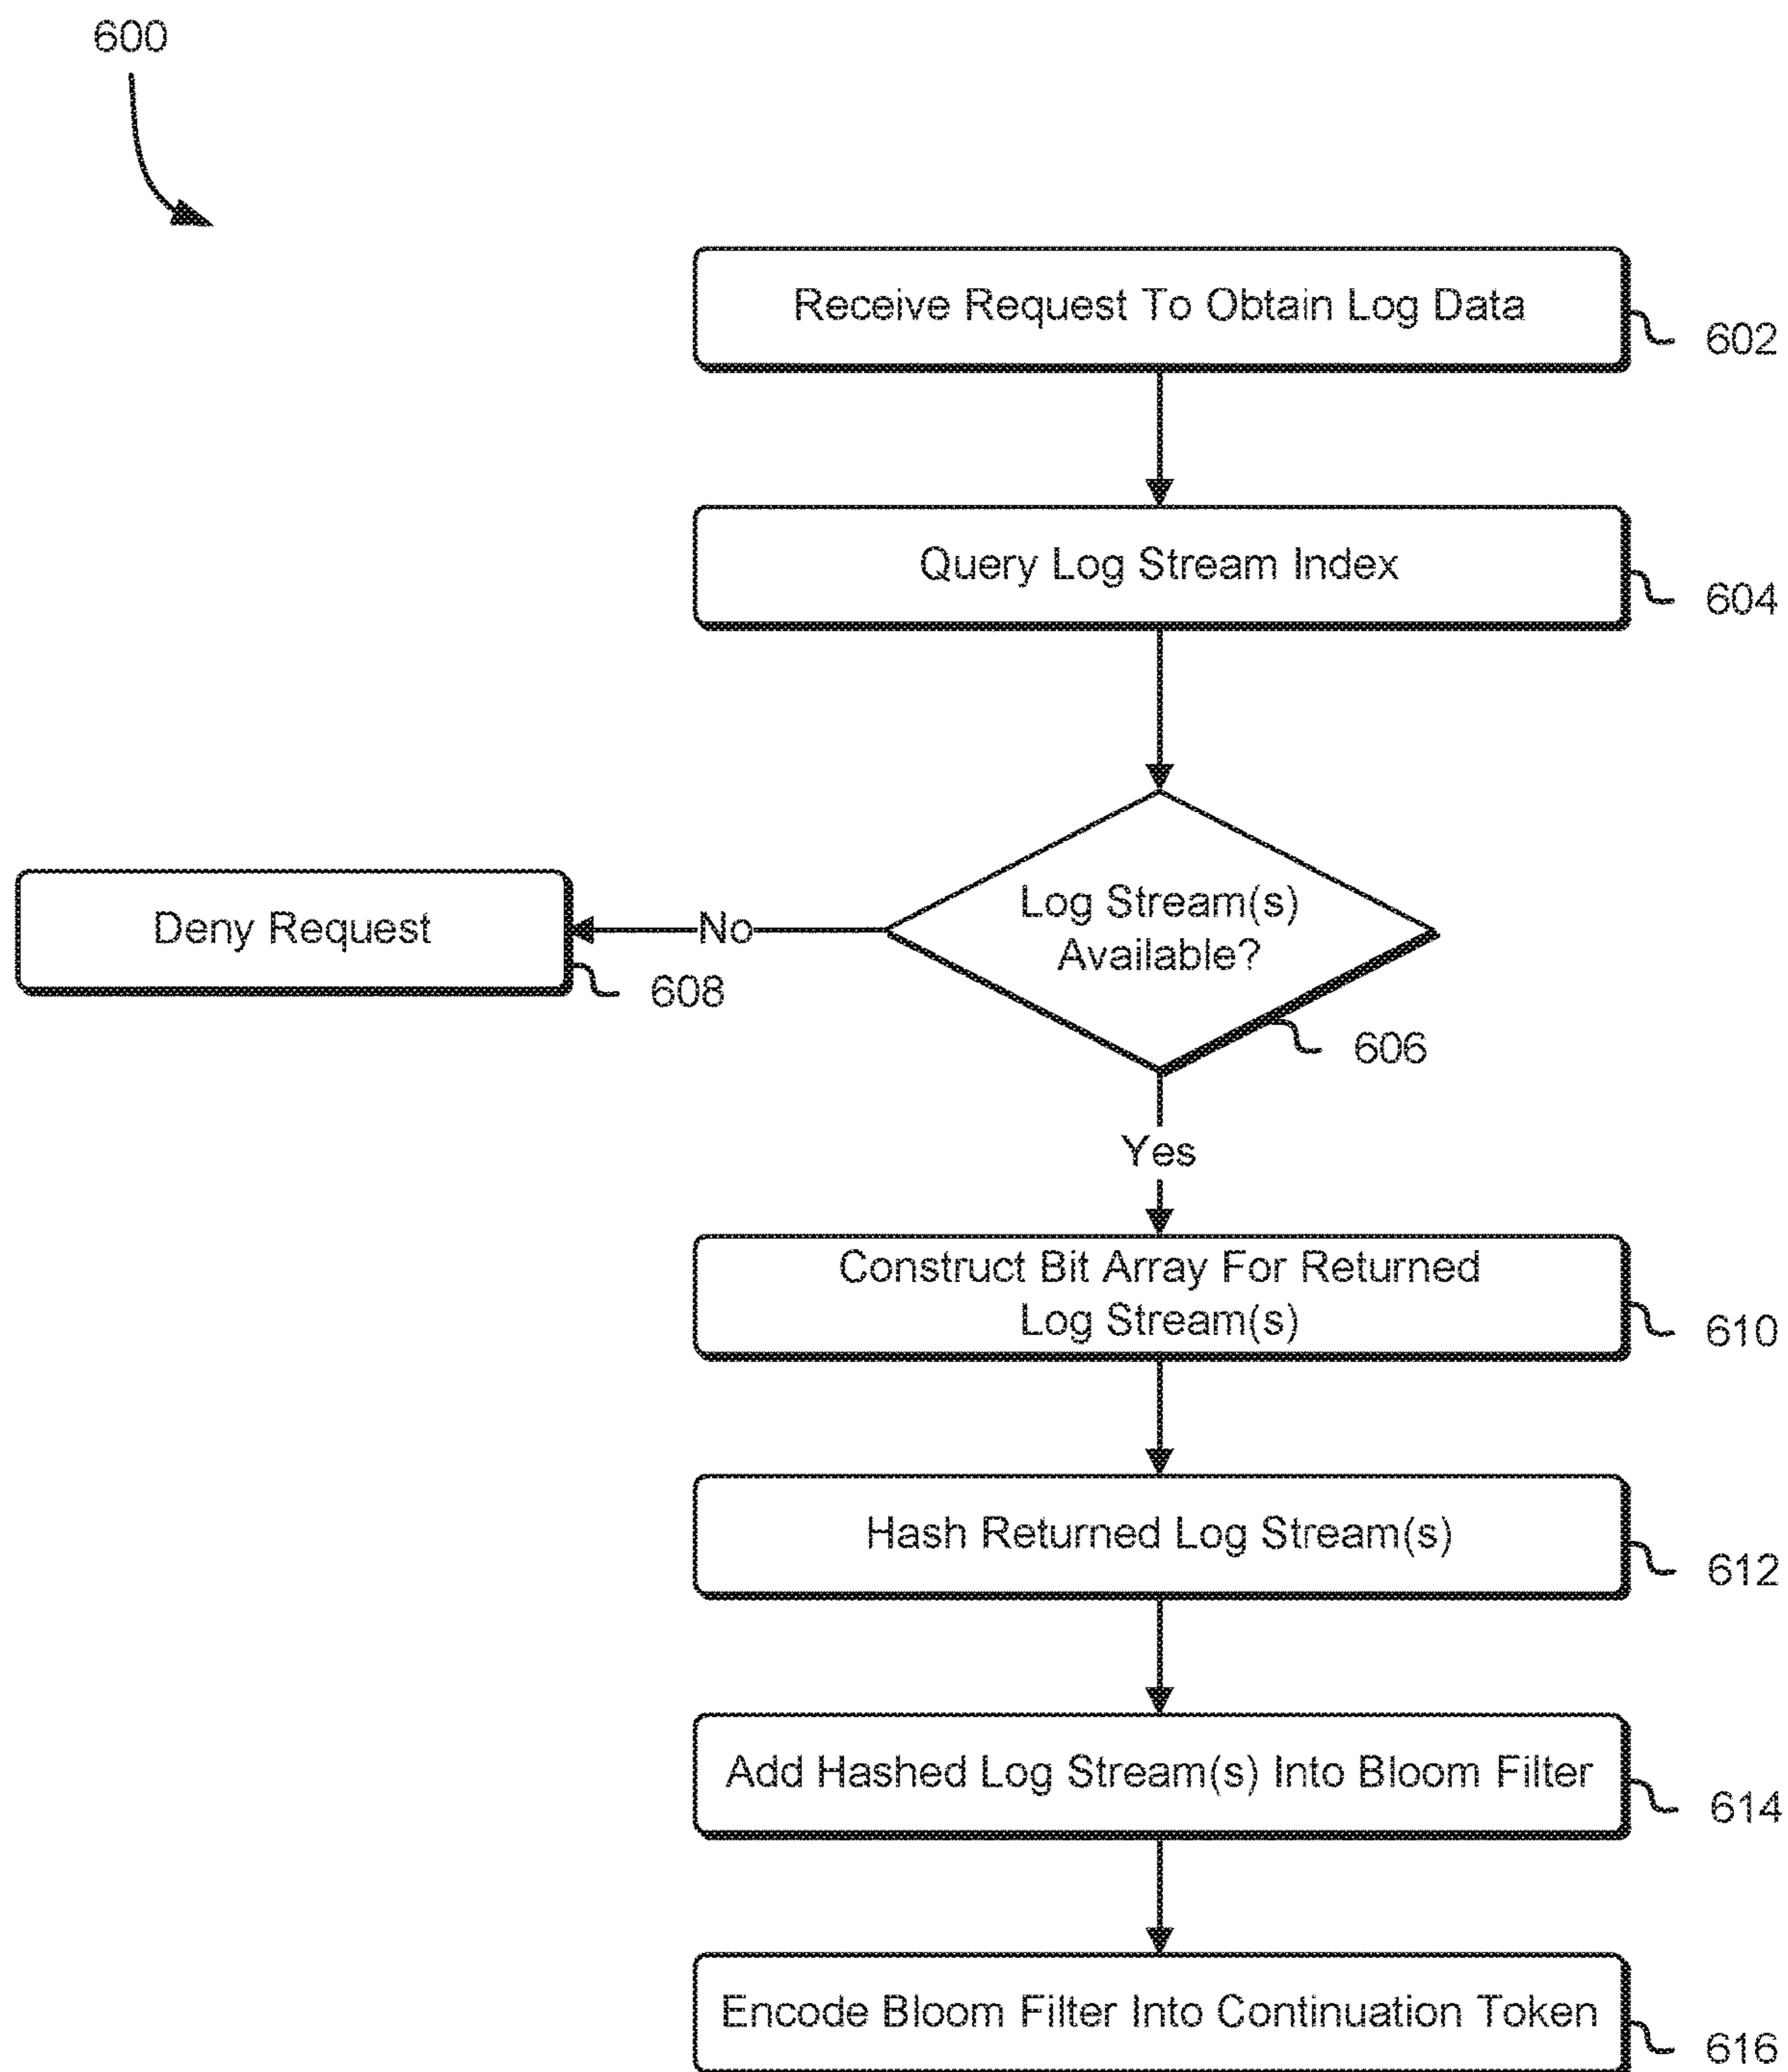 600
Receive Request To Obtain Log Data
602
Query Log Stream Index
604
Log Stream(s)
Available?
606
No
Deny Request
608
Yes
Construct Bit Array For Returned
Log Stream(s)
610
Hash Returned Log Stream(s)
612
Add Hashed Log Stream(s) Into Bloom Filter
614
Encode Bloom Filter Into Continuation Token
616